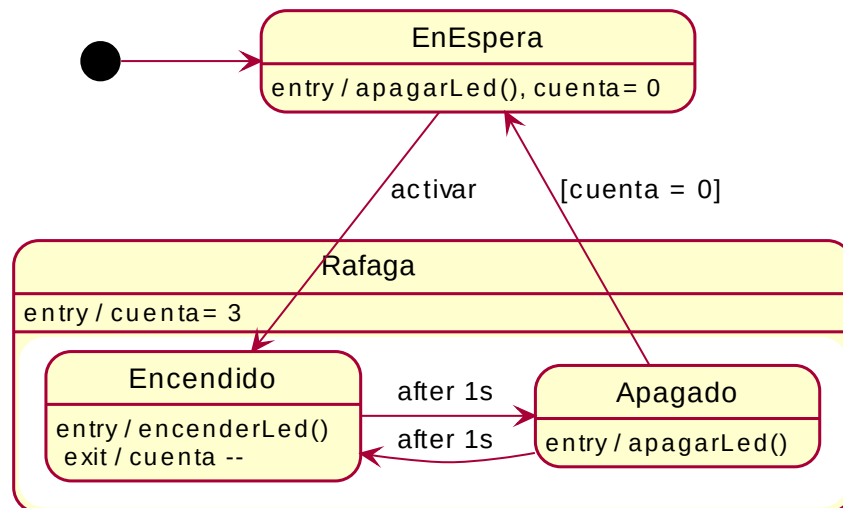 EnEspera
entry / apagarLed(), cuenta= 0
activar
[cuenta = 0]
Rafaga
entry / cuenta= 3
Encendido
entry / encenderLed()
exit / cuenta --
after 1s
after 1s
Apagado
entry / apagarLed()